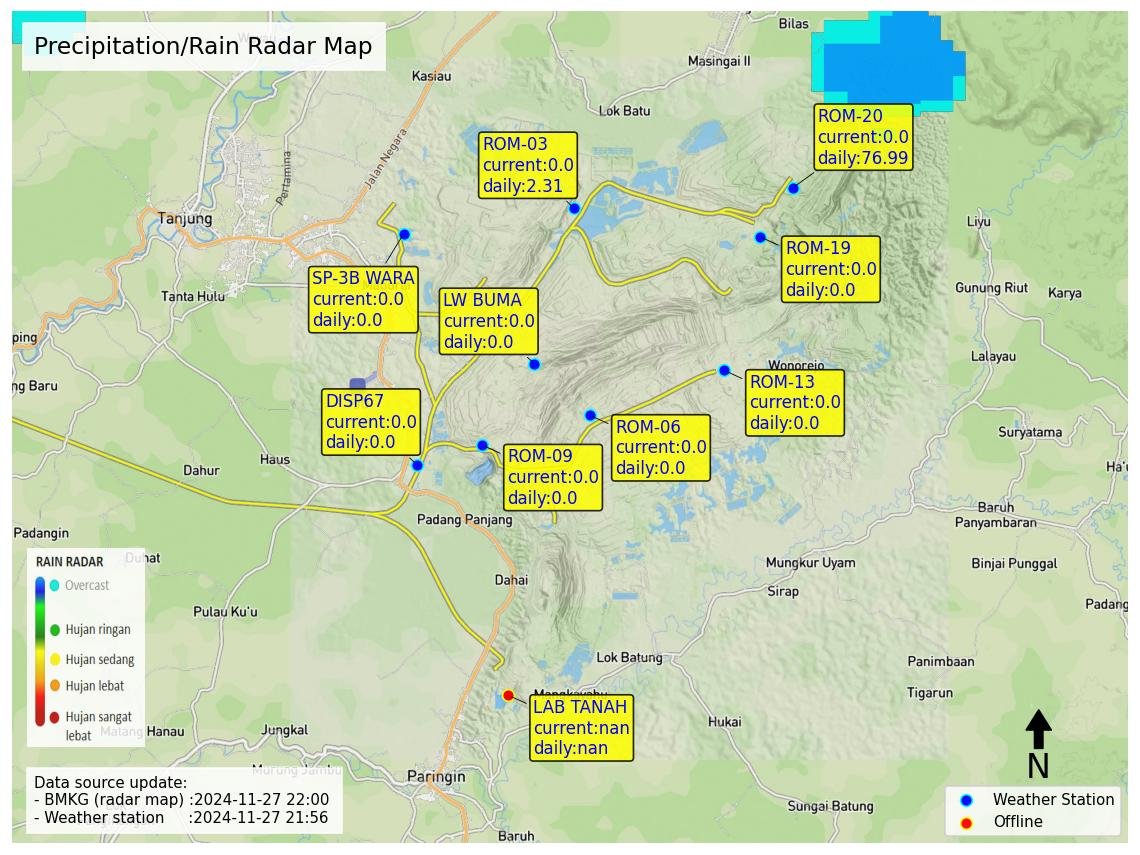 Precipitation/Rain Radar Map
Bilas
Masingai II
Kasiau
Lok Batu
Jalan Negara
Pertamina
Tanjung
Tanta Hulu
ROM-20
current:0.0
daily:76.99
ROM-03
current:0.0
daily:2.31
ROM-19
current:0.0
daily:0.0
SP-3B WARA
current:0.0
daily:0.0
LW BUMA
current:0.0
daily:0.0
Liyu
Gunung Riut
Karya
Lalayau
Wonorejo
ROM-13
current:0.0
daily:0.0
ping
ng Baru
DISP67
current:0.0
daily:0.0
ROM-06
current:0.0
daily:0.0
ROM-09
current:0.0
daily:0.0
Suryatama
Ha'u
Dahur
Haus
Padang Panjang
Baruh
Panyambaran
Padangin
Duhat
Mungkur Uyam
Binjai Punggal
Dahai
Sirap
Padang
Pulau Ku'u
Lok Batung
Panimbaan
Tigarun
Mangkayahu
LAB TANAH
current:nan
daily:nan
Hukai
Matang Hanau
Jungkal
Murung Jambu
Paringin
Sungai Batung
Baruh
RAIN RADAR
Overcast
Hujan ringan
Hujan sedang
Hujan lebat
Hujan sangat
lebat
Data source update:
- BMKG (radar map) :2024-11-27 22:00
- Weather station :2024-11-27 21:56
N
Weather Station
Offline